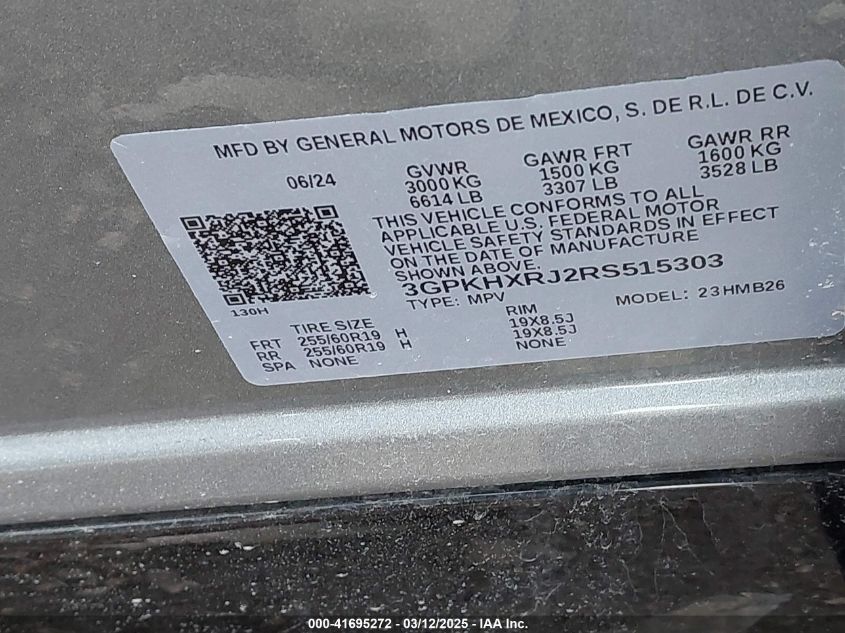 MFD BY GENERAL MOTORS DE MEXICO, S. DE R.L. DE C.V.
06/24
GVWR
3000 KG
6614 LB
GAWR FRT
1500 KG
3307 LB
GAWR RR
1600 KG
3528 LB
THIS VEHICLE CONFORMS TO ALL
APPLICABLE U.S. FEDERAL MOTOR
VEHICLE SAFETY STANDARDS IN EFFECT
ON THE DATE OF MANUFACTURE
SHOWN ABOVE.
3GPKHXRJ2RS515303
TYPE: MPV
MODEL: 23HMB26
130H
TIRE SIZE
RIM
FRT 255/60R19 H 19X8.5J
RR 255/60R19 H 19X8.5J
SPA NONE NONE
000-41695272 - 03/12/2025 - IAA Inc.